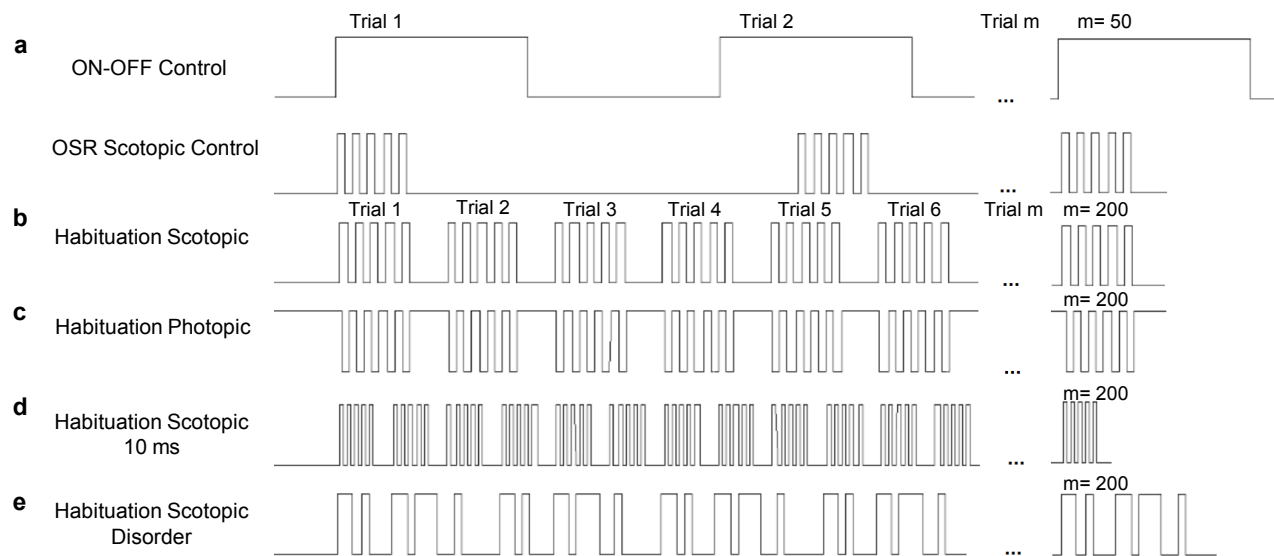 Trial 1 Trial 2 Trial m m= 50
a
ON-OFF Control
...
OSR Scotopic Control
...
Trial 1 Trial 2 Trial 3 Trial 4 Trial 5 Trial 6 Trial m m= 200
b
Habituation Scotopic
...
m= 200
c
Habituation Photopic
...
m= 200
d
Habituation Scotopic
10 ms
...
m= 200
e
Habituation Scotopic
Disorder
...